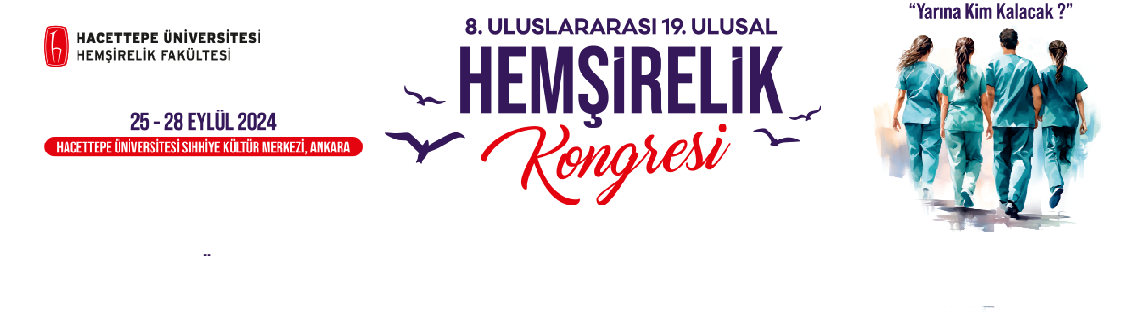 HACETTEPE ÜNİVERSİTESİ
HEMŞİRELİK FAKÜLTESİ
25 - 28 EYLÜL 2024
HACETTEPE ÜNİVERSİTESİ SIHHİYE KÜLTÜR MERKEZİ, ANKARA
8. ULUSLARARASI 19. ULUSAL
HEMŞİRELİK
Kongresi
“Yarına Kim Kalacak ?”